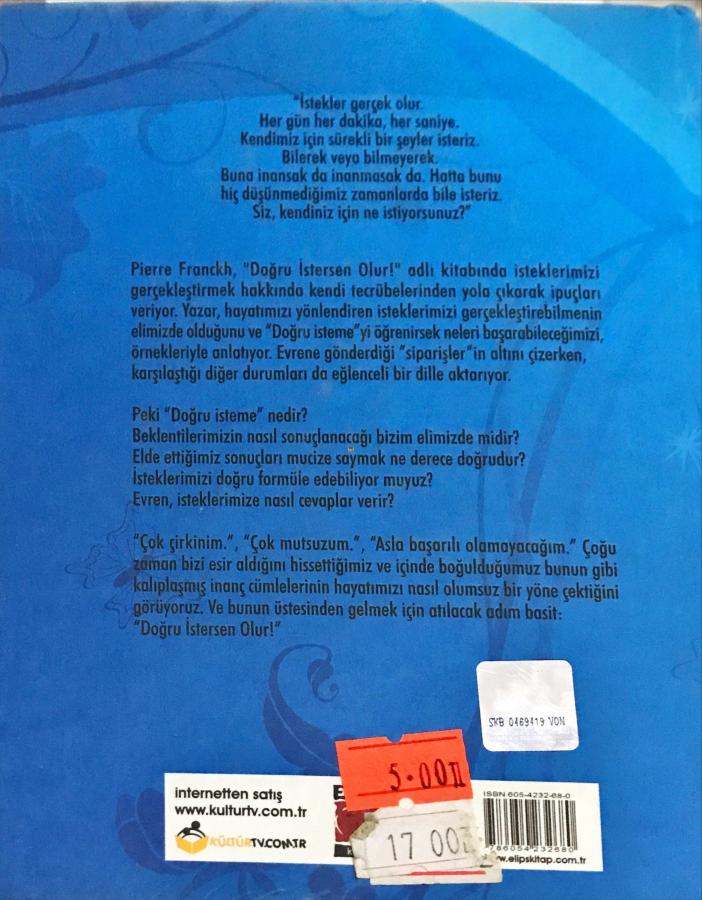 "İstekler gerçek olur.
Her gün her dakika, her saniye.
Kendimiz için sürekli bir şeyler isteriz.
Bilerek veya bilmeyerek.
Buna inansak da inanmasak da. Hatta bunu
hiç düşünmediğimiz zamanlarda bile isteriz.
Siz, kendiniz için ne istiyorsunuz?"
Pierre Franckh, "Doğru İstersen Olur!" adlı kitabında isteklerimizi
gerçekleştirmek hakkında kendi tecrübelerinden yola çıkarak ipuçları
veriyor. Yazar, hayatımızı yönlendiren isteklerimizi gerçekleştirebilmenin
elimizde olduğunu ve "Doğru isteme"yi öğrenirsek neleri başarabileceğimizi,
örnekleriyle anlatıyor. Evrene gönderdiği "siparişler"in altını çizerken,
karşılaştığı diğer durumları da eğlenceli bir dille aktarıyor.
Peki "Doğru isteme" nedir?
Beklentilerimizin nasıl sonuçlanacağı bizim elimizde midir?
Elde ettiğimiz sonuçları mucize saymak ne derece doğrudur?
İsteklerimizi doğru formüle edebiliyor muyuz?
Evren, isteklerimize nasıl cevaplar verir?
"Çok çirkinim.", "Çok mutsuzum.", "Asla başarılı olamayacağım." Çoğu
zaman bizi esir aldığını hissettiğimiz ve içinde boğulduğumuz bunun gibi
kalıplaşmış inanç cümlelerinin hayatımızı nasıl olumsuz bir yöne çektiğini
görüyoruz. Ve bunun üstesinden gelmek için atılacak adım basit:
"Doğru İstersen Olur!"
SKB 0469419 VON
5.00TL
17 00
internetten satış
www.kulturtv.com.tr
KÜLTÜRTV.COM.TR
ISBN 605-4232-68-0
786054 232680
w.elipskitap.com.tr